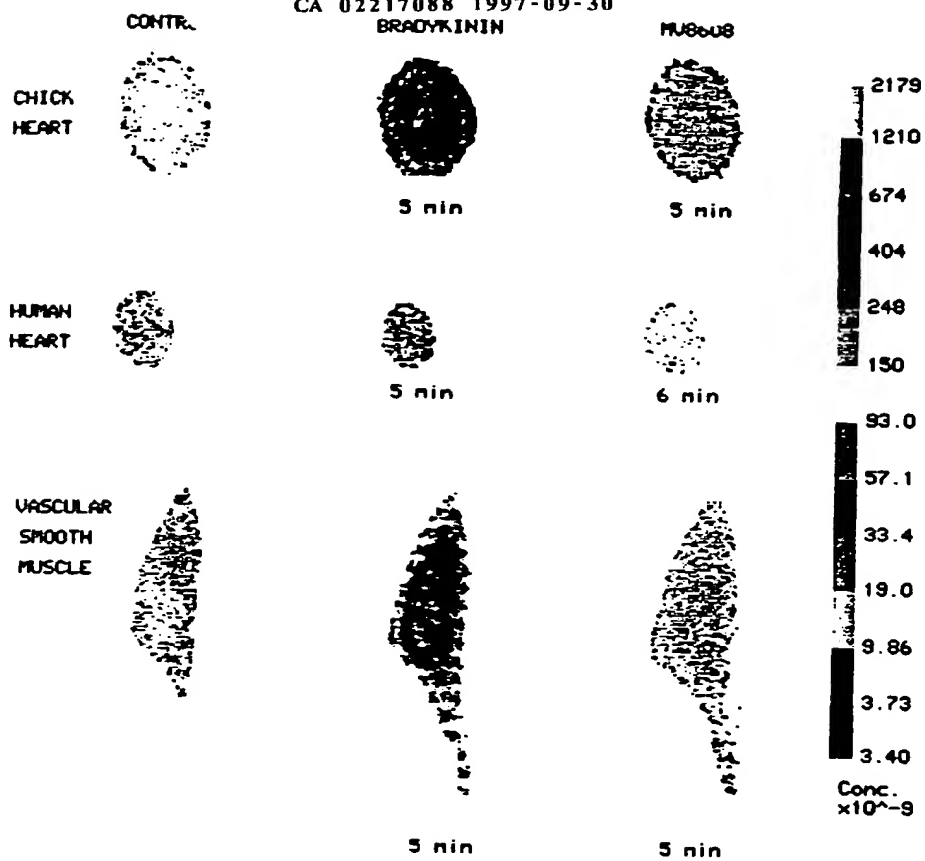 CA 02217088 1997-09-30
CONTR.
BRADYKININ
MV8608
CHICK
HEART
5 min
5 min
HUMAN
HEART
5 min
6 min
VASCULAR
SMOOTH
MUSCLE
5 min
5 min
2179
1210
674
404
248
150
93.0
57.1
33.4
19.0
9.86
3.73
3.40
Conc.
x10^-9